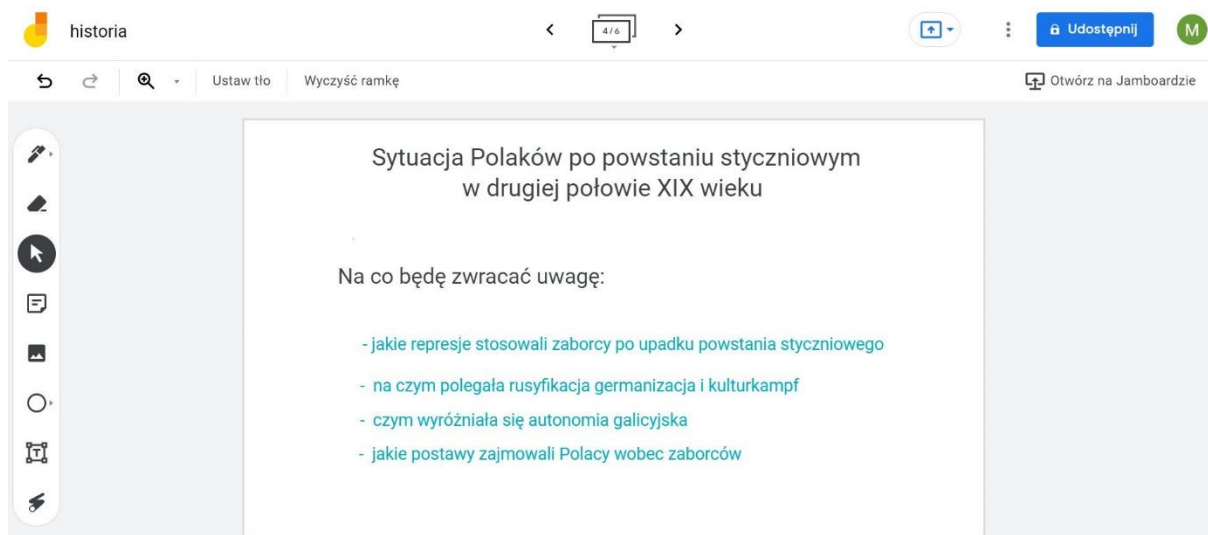 historia
4/6
Udostępnij
M
Ustaw tło
Wyczyść ramkę
Otwórz na Jamboardzie
Sytuacja Polaków po powstaniu styczniowym
w drugiej połowie XIX wieku
Na co będę zwracać uwagę:
- jakie represje stosowali zaborcy po upadku powstania styczniowego
- na czym polegała rusyfikacja germanizacja i kulturkampf
- czym wyróżniała się autonomia galicyjska
- jakie postawy zajmowali Polacy wobec zaborców